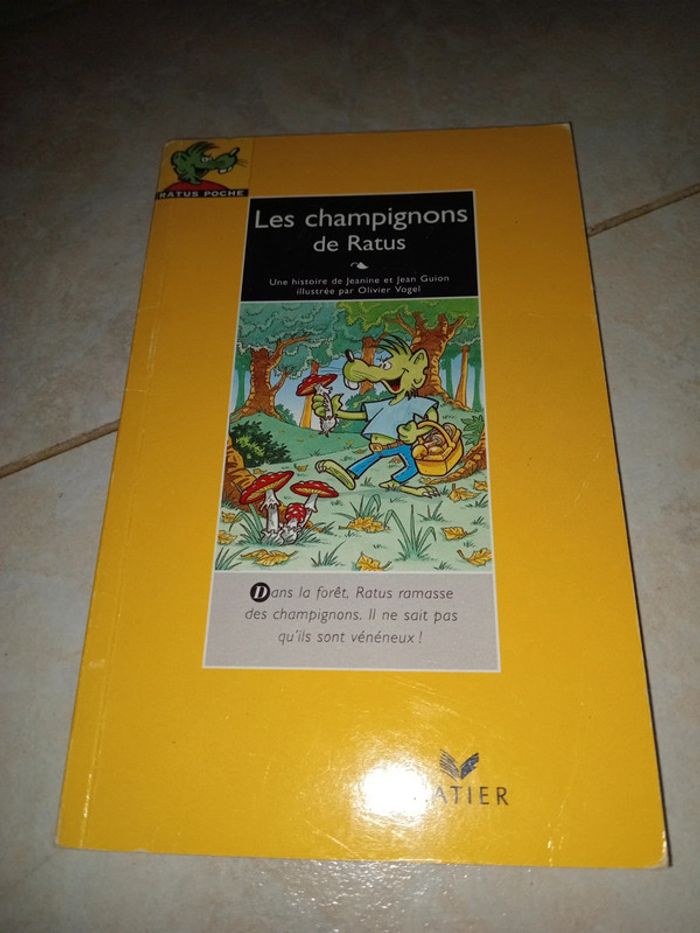 RATUS POCHE
Les champignons
de Ratus
Une histoire de Jeanine et Jean Guion
illustrée par Olivier Vogel
Dans la forêt, Ratus ramasse
des champignons. Il ne sait pas
qu'ils sont vénéneux !
ATIER